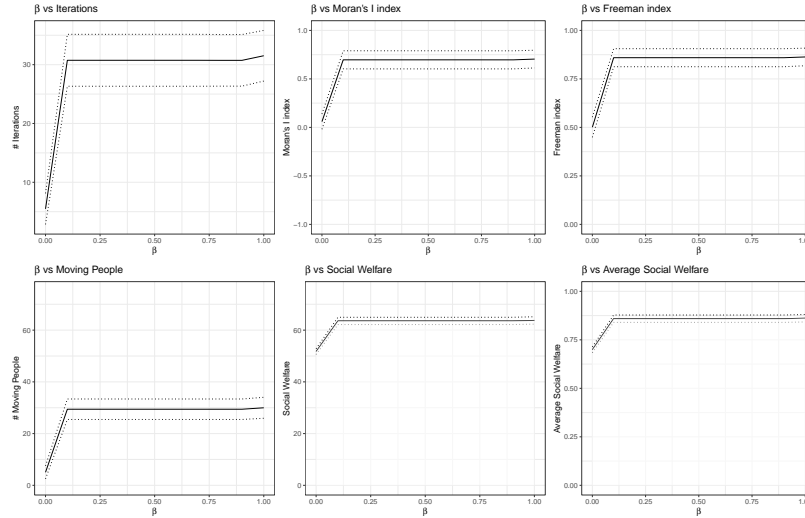 β vs Iterations
# Iterations
30
20
10
0.00 0.25 0.50 0.75 1.00
β
β vs Moran's I index
Moran's I index
1.0
0.5
0.0
−0.5
−1.0
0.00 0.25 0.50 0.75 1.00
β
β vs Freeman index
Freeman index
1.00
0.75
0.50
0.25
0.00
0.00 0.25 0.50 0.75 1.00
β
β vs Moving People
# Moving People
60
40
20
0
0.00 0.25 0.50 0.75 1.00
β
β vs Social Welfare
Social Welfare
60
40
20
0
0.00 0.25 0.50 0.75 1.00
β
β vs Average Social Welfare
Average Social Welfare
1.00
0.75
0.50
0.25
0.00
0.00 0.25 0.50 0.75 1.00
β